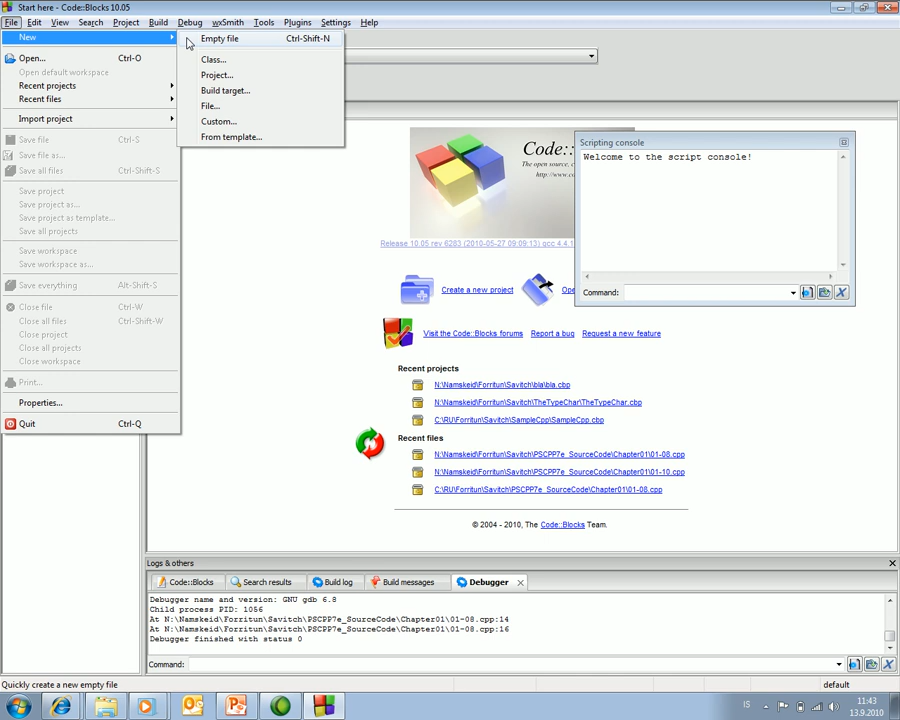 Start here - Code::Blocks 10.05
File Edit View Search Project Build Debug wxSmith Tools Plugins Settings Help
New
Empty file Ctrl-Shift-N
Open... Ctrl-O
Class...
Open default workspace
Project...
Recent projects
Build target...
Recent files
File...
Import project
Custom...
From template...
Save file Ctrl-S
Save file as...
Save all files Ctrl-Shift-S
Save project
Save project as...
Save project as template...
Save all projects
Save workspace
Save workspace as...
Save everything Alt-Shift-S
Close file Ctrl-W
Close all files Ctrl-Shift-W
Close project
Close all projects
Close workspace
Print...
Properties...
Quit Ctrl-Q
Code::
The open source, c
http://www.co
Release 10.05 rev 6283 (2010-05-27 09:09:13) gcc 4.4.1
Scripting console
Welcome to the script console!
Command:
Create a new project
Ope
Visit the Code::Blocks forums Report a bug Request a new feature
Recent projects
N:\Namskeid\Forritun\Savitch\bla\bla.cbp
N:\Namskeid\Forritun\Savitch\TheTypeChar\TheTypeChar.cbp
C:\RU\Forritun\Savitch\SampleCpp\SampleCpp.cbp
Recent files
N:\Namskeid\Forritun\Savitch\PSCPP7e_SourceCode\Chapter01\01-08.cpp
N:\Namskeid\Forritun\Savitch\PSCPP7e_SourceCode\Chapter01\01-10.cpp
C:\RU\Forritun\Savitch\PSCPP7e_SourceCode\Chapter01\01-08.cpp
© 2004 - 2010, The Code::Blocks Team.
Logs & others
Code::Blocks Search results Build log Build messages Debugger
Debugger name and version: GNU gdb 6.8
Child process PID: 1056
At N:\Namskeid\Forritun\Savitch\PSCPP7e_SourceCode\Chapter01\01-08.cpp:14
At N:\Namskeid\Forritun\Savitch\PSCPP7e_SourceCode\Chapter01\01-08.cpp:16
Debugger finished with status 0
Command:
Quickly create a new empty file default
IS 11:43
13.9.2010